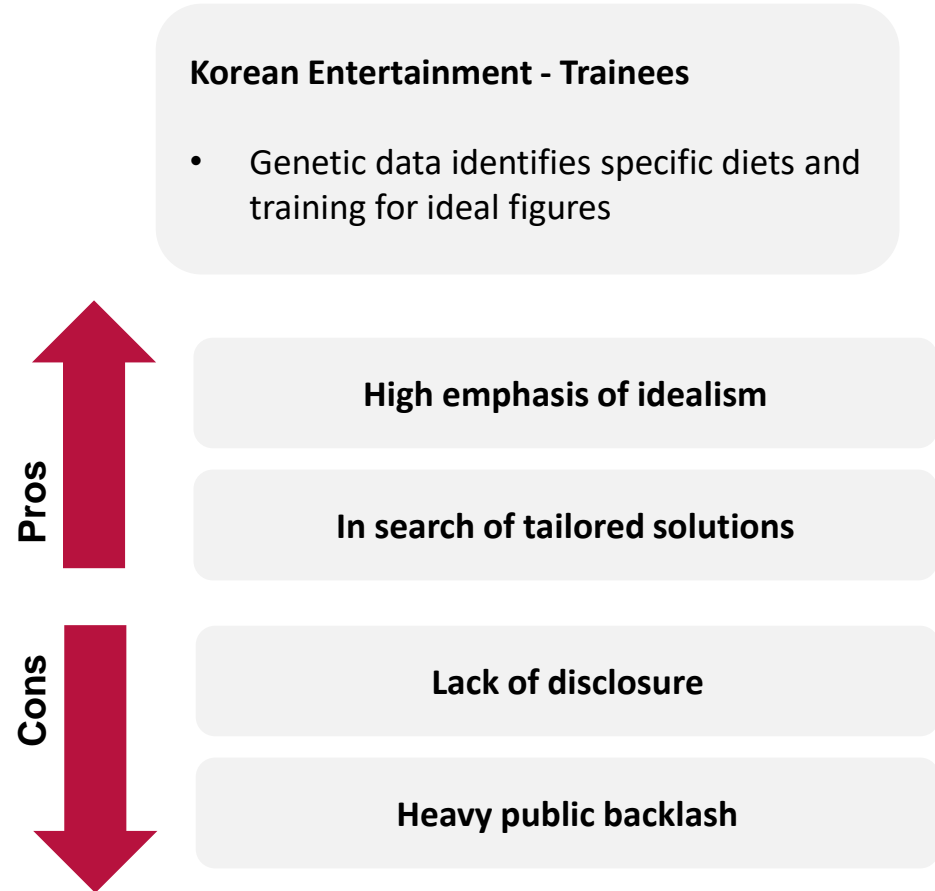 Korean Entertainment - Trainees
• Genetic data identifies specific diets and
training for ideal figures
Pros
High emphasis of idealism
In search of tailored solutions
Cons
Lack of disclosure
Heavy public backlash